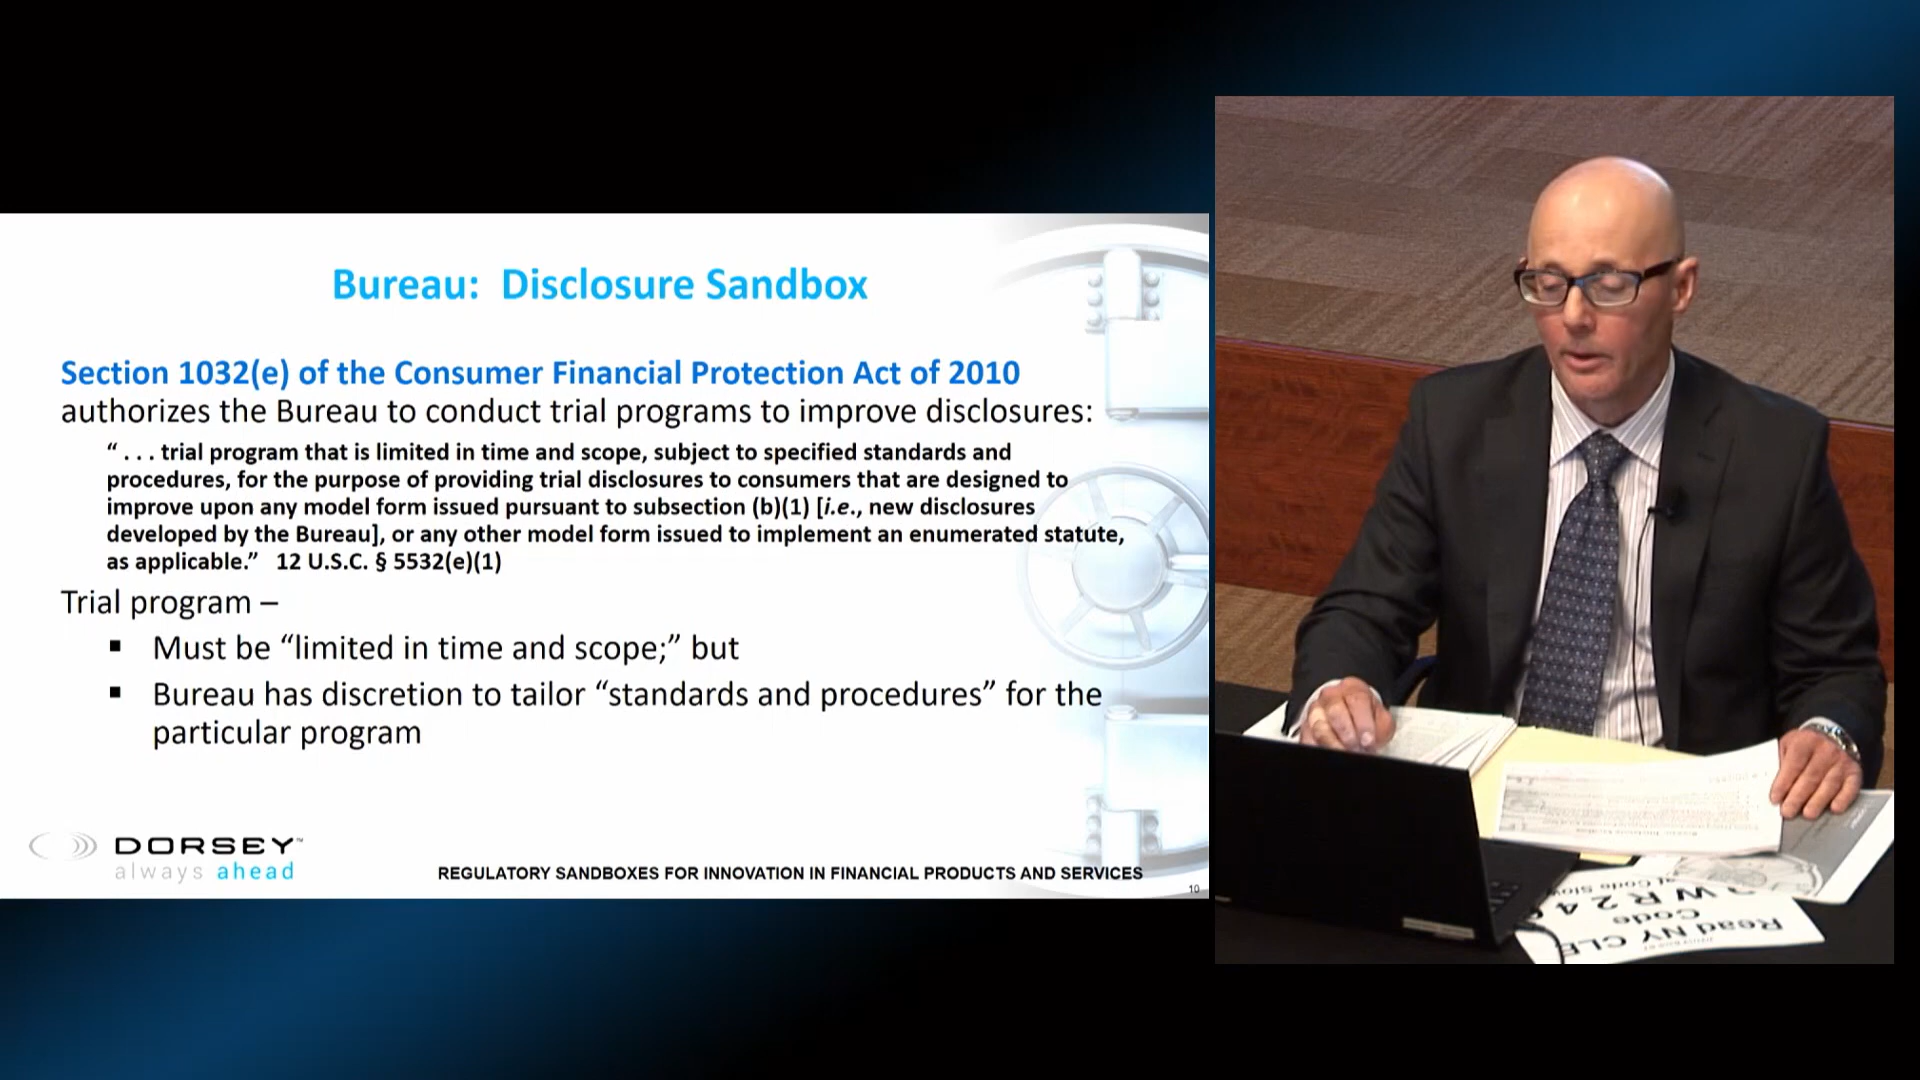 Bureau:  Disclosure Sandbox
Section 1032(e) of the Consumer Financial Protection Act of 2010
authorizes the Bureau to conduct trial programs to improve disclosures:
“ . . . trial program that is limited in time and scope, subject to specified standards and
procedures, for the purpose of providing trial disclosures to consumers that are designed to
improve upon any model form issued pursuant to subsection (b)(1) [i.e., new disclosures
developed by the Bureau], or any other model form issued to implement an enumerated statute,
as applicable.”   12 U.S.C. § 5532(e)(1)
Trial program –
▪ Must be “limited in time and scope;” but
▪ Bureau has discretion to tailor “standards and procedures” for the
particular program
DORSEY™
always ahead
REGULATORY SANDBOXES FOR INNOVATION IN FINANCIAL PRODUCTS AND SERVICES
10
Read NY CLE
Code